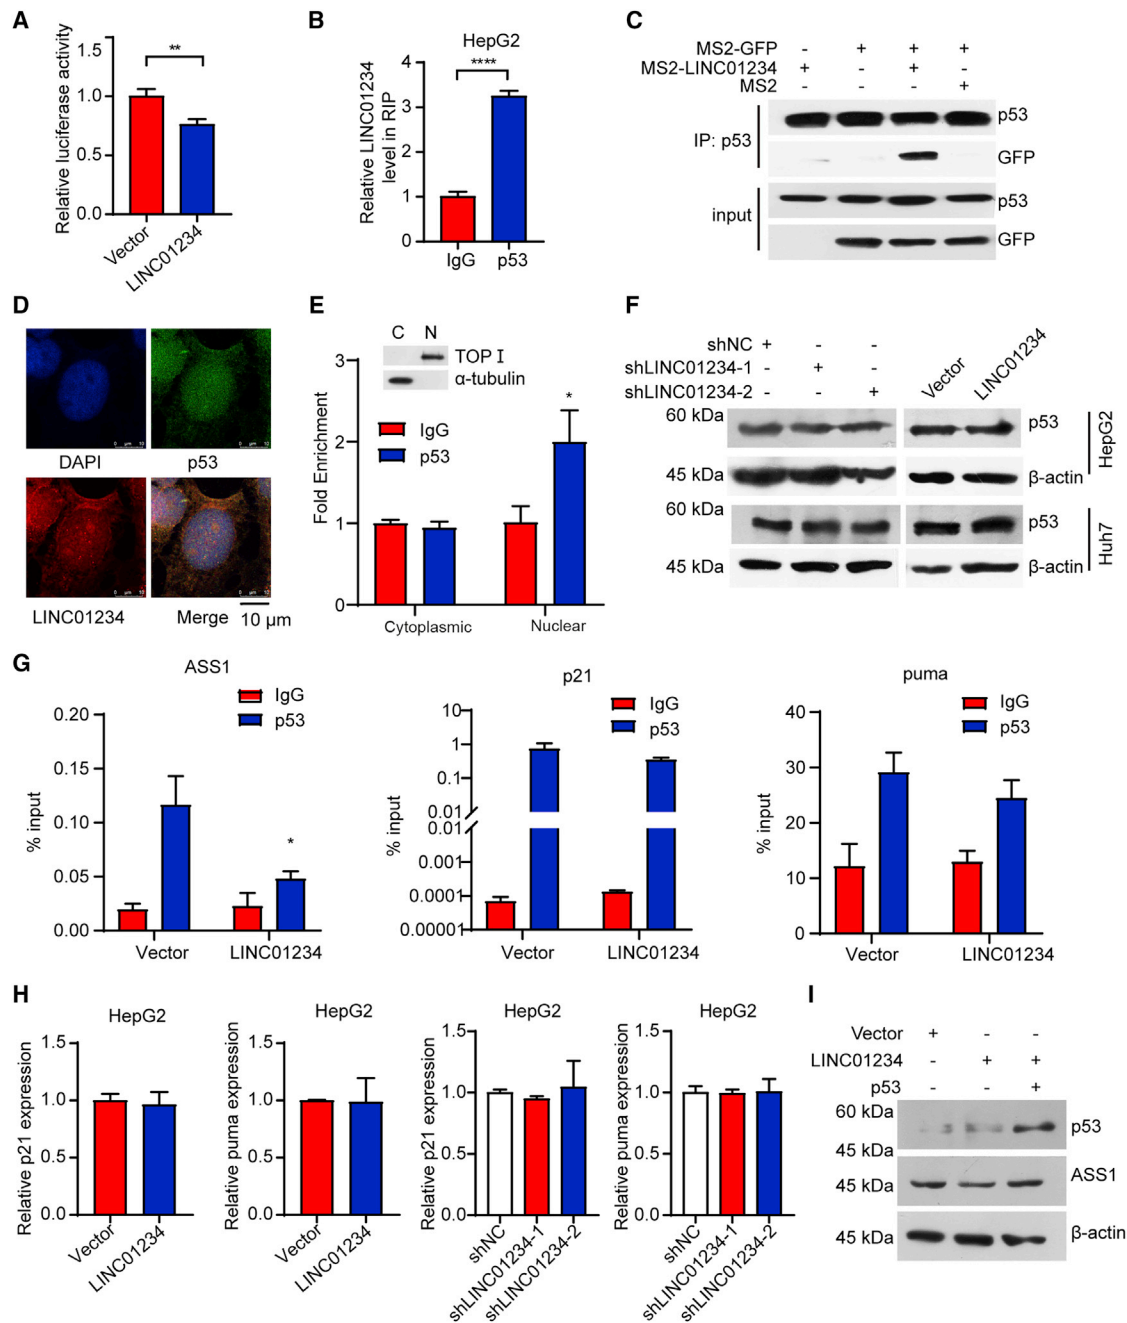 A
Relative luciferase activity
1.5
1.0
0.5
0.0
**
Vector
LINC01234
B
HepG2
Relative LINC01234
level in RIP
4
3
2
1
0
****
IgG
p53
C
MS2-GFP - + + +
MS2-LINC01234 + - + -
MS2 - - - +
IP: p53
p53
GFP
input
p53
GFP
D
DAPI
p53
LINC01234
Merge
10 µm
E
C N
TOP I
α-tubulin
Fold Enrichment
3
2
1
0
IgG
p53
*
Cytoplasmic
Nuclear
F
shNC + - -
shLINC01234-1 - + -
shLINC01234-2 - - +
Vector
LINC01234
60 kDa
p53
45 kDa
β-actin
HepG2
60 kDa
p53
45 kDa
β-actin
Huh7
G
ASS1
IgG
p53
% input
0.20
0.15
0.10
0.05
0.00
*
Vector
LINC01234
p21
IgG
p53
% input
10
1
0.1
0.01
0.01
0.001
0.0001
0.00001
Vector
LINC01234
puma
IgG
p53
% input
40
30
20
10
0
Vector
LINC01234
H
HepG2
Relative p21 expression
1.5
1.0
0.5
0.0
Vector
LINC01234
HepG2
Relative puma expression
1.5
1.0
0.5
0.0
Vector
LINC01234
HepG2
Relative p21 expression
1.5
1.0
0.5
0.0
shNC
shLINC01234-1
shLINC01234-2
HepG2
Relative puma expression
1.5
1.0
0.5
0.0
shNC
shLINC01234-1
shLINC01234-2
I
Vector + - -
LINC01234 - + +
p53 - - +
60 kDa
p53
45 kDa
45 kDa
ASS1
45 kDa
β-actin